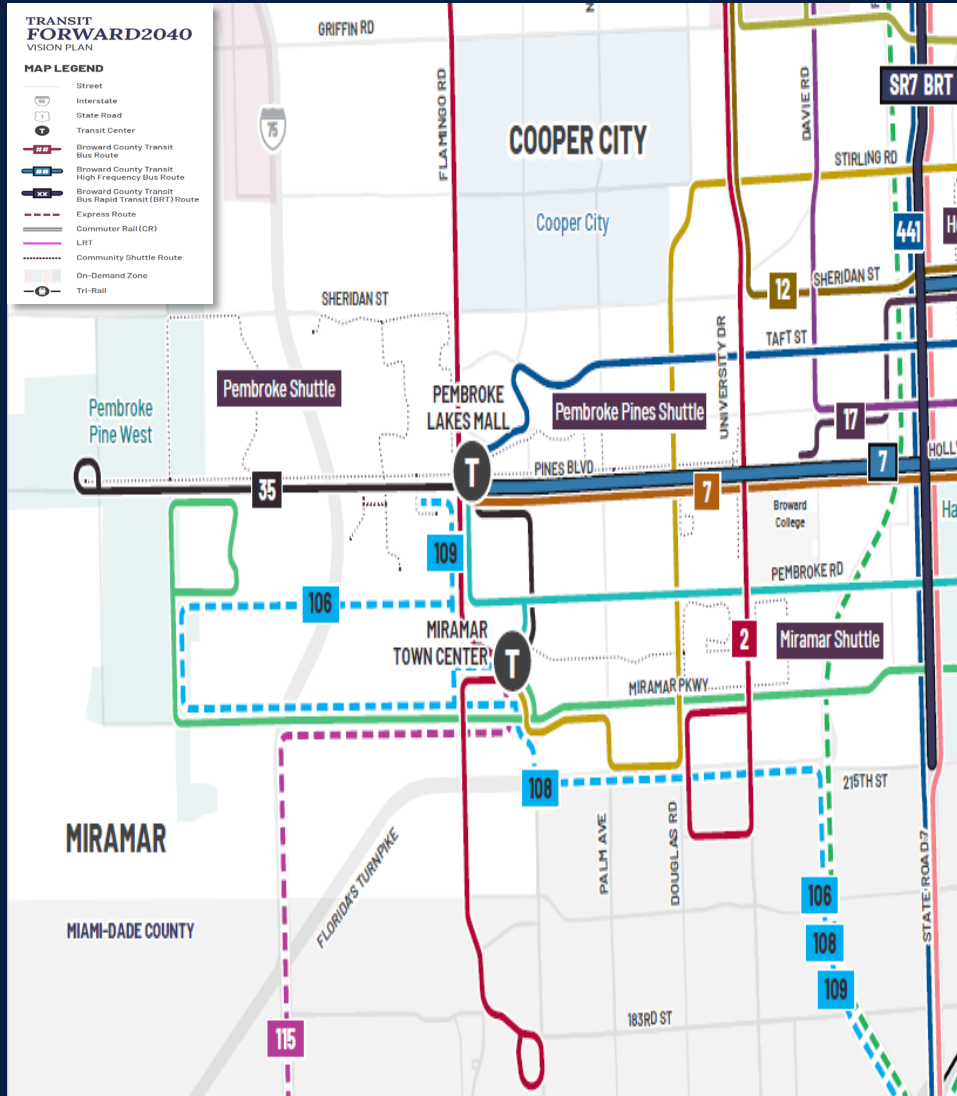 TRANSIT
FORWARD2040
VISION PLAN
MAP LEGEND
Street
95
Interstate
1
State Road
T
Transit Center
##
Broward County Transit
Bus Route
##
Broward County Transit
High Frequency Bus Route
XX
Broward County Transit
Bus Rapid Transit (BRT) Route
Express Route
Commuter Rail (CR)
LRT
Community Shuttle Route
On-Demand Zone
Tri-Rail
GRIFFIN RD
75
FLAMINGO RD
COOPER CITY
Cooper City
DAVIE RD
SR7 BRT
STIRLING RD
441
12
SHERIDAN ST
SHERIDAN ST
UNIVERSITY DR
TAFT ST
Pembroke Shuttle
Pembroke
Pine West
PEMBROKE
LAKES MALL
T
Pembroke Pines Shuttle
17
7
HOLLY
PINES BLVD
35
7
Broward
College
Ha
109
PEMBROKE RD
106
MIRAMAR
TOWN CENTER
T
2
Miramar Shuttle
MIRAMAR PKWY
108
215TH ST
MIRAMAR
PALM AVE
DOUGLAS RD
STATE ROAD 7
FLORIDA'S TURNPIKE
MIAMI-DADE COUNTY
106
108
109
183RD ST
115